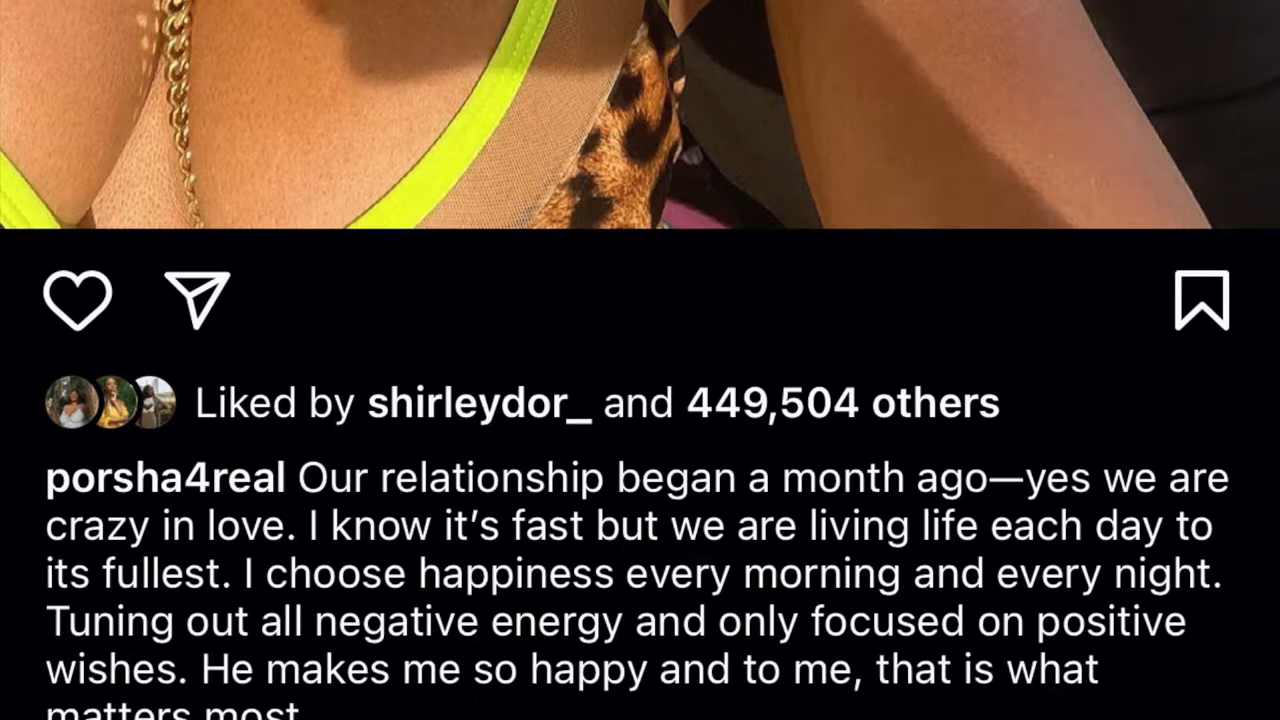 Liked by shirleydor_ and 449,504 others
porsha4real Our relationship began a month ago—yes we are
crazy in love. I know it’s fast but we are living life each day to
its fullest. I choose happiness every morning and every night.
Tuning out all negative energy and only focused on positive
wishes. He makes me so happy and to me, that is what
matters most